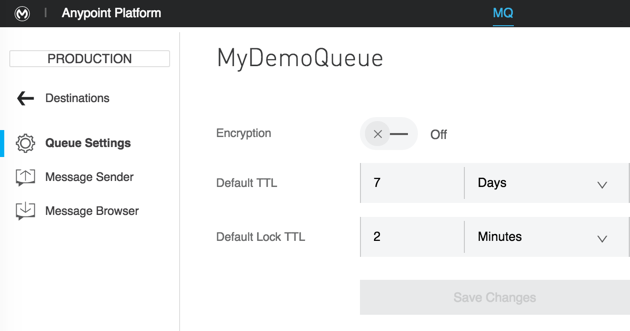 Anypoint Platform
MQ
PRODUCTION
Destinations
Queue Settings
Message Sender
Message Browser
MyDemoQueue
Encryption
Off
Default TTL
7
Days
Default Lock TTL
2
Minutes
Save Changes